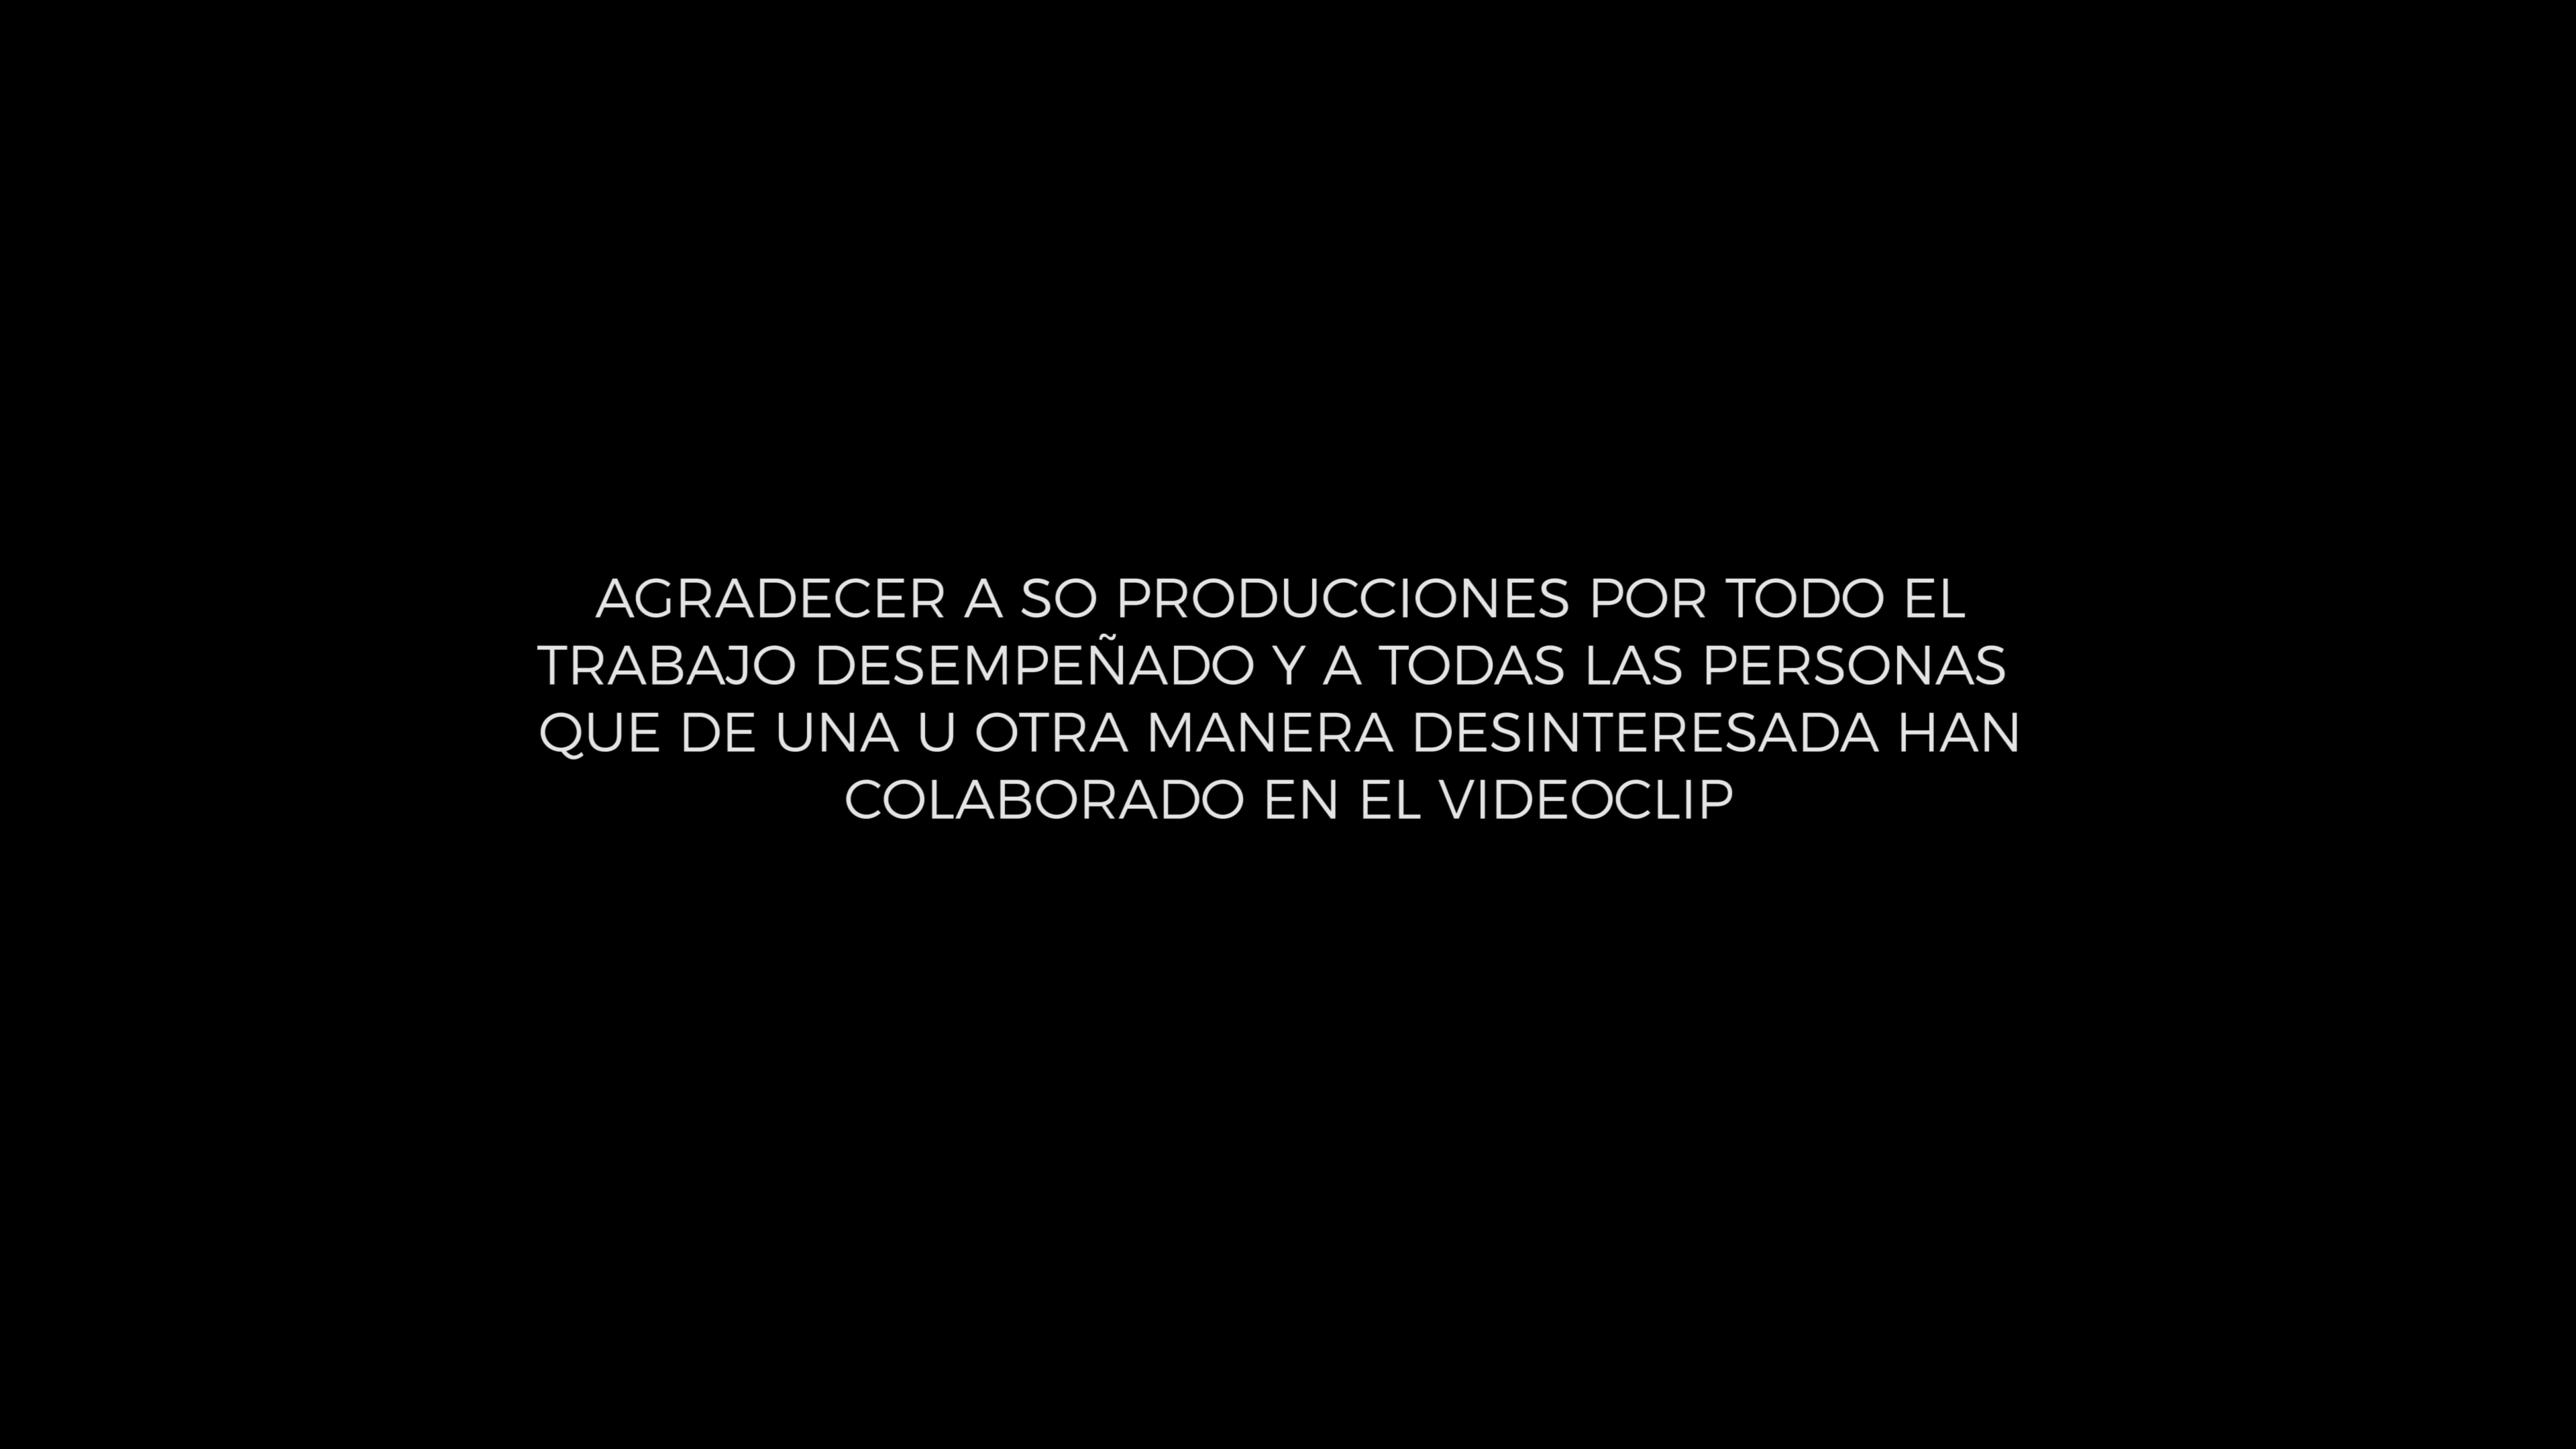 AGRADECER A SO PRODUCCIONES POR TODO EL
TRABAJO DESEMPEÑADO Y A TODAS LAS PERSONAS
QUE DE UNA U OTRA MANERA DESINTERESADA HAN
COLABORADO EN EL VIDEOCLIP